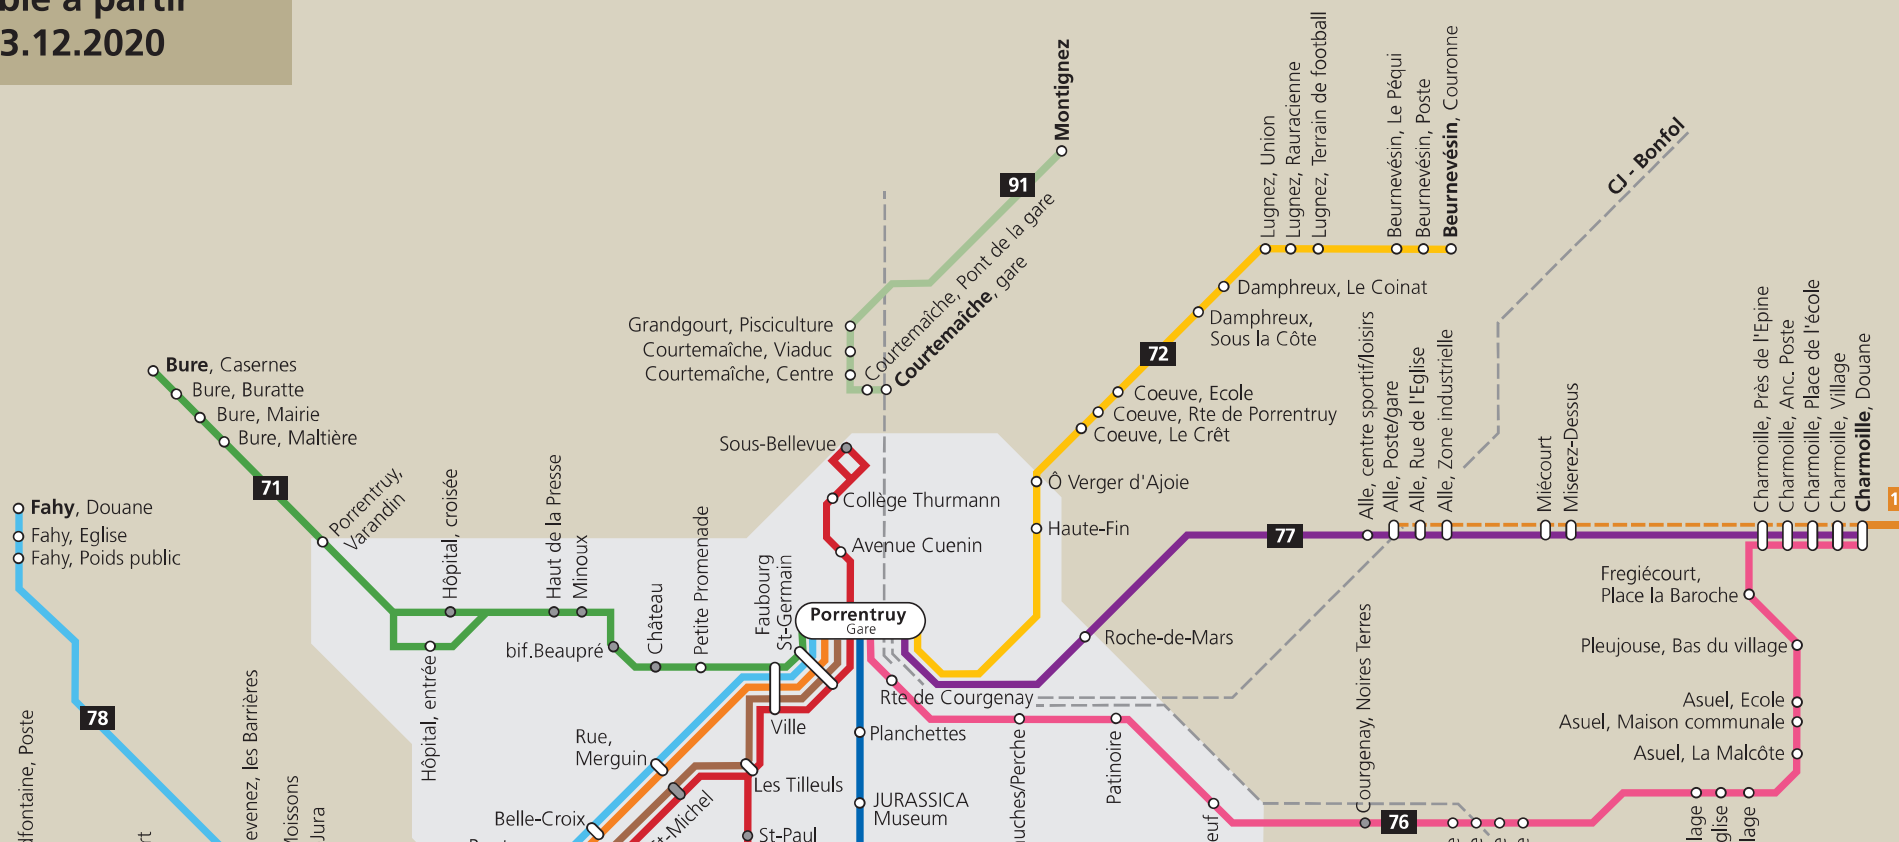 à partir
3.12.2020
Montignez
91
Courtemaîche, Pont de la gare
Courtemaîche, gare
Grandgourt, Pisciculture
Courtemaîche, Viaduc
Courtemaîche, Centre
Lugnez, Union
Lugnez, Rauracienne
Lugnez, Terrain de football
Beurnevésin, Le Péqui
Beurnevésin, Poste
Beurnevésin, Couronne
CJ - Bonfol
Damphreux, Le Coinat
Damphreux,
Sous la Côte
72
Coeuve, Ecole
Coeuve, Rte de Porrentruy
Coeuve, Le Crêt
Ô Verger d'Ajoie
Haute-Fin
Bure, Casernes
Bure, Buratte
Bure, Mairie
Bure, Maltière
71
Porrentruy,
Varandin
Fahy, Douane
Fahy, Eglise
Fahy, Poids public
78
Hôpital, croisée
Hôpital, entrée
Haut de la Presse
Minoux
bif.Beaupré
Château
Petite Promenade
Faubourg
St-Germain
Sous-Bellevue
Collège Thurmann
Avenue Cuenin
Porrentruy
Gare
Ville
Rue,
Merguin
Les Tilleuls
Belle-Croix
St-Paul
Planchettes
JURASSICA
Museum
Rte de Courgenay
Patinoire
Roche-de-Mars
77
Alle, centre sportif/loisirs
Alle, Poste/gare
Alle, Rue de l'Eglise
Alle, Zone industrielle
Miécourt
Miserez-Dessus
Charmoille, Près de l'Epine
Charmoille, Anc. Poste
Charmoille, Place de l'école
Charmoille, Village
Charmoille, Douane
1
Fregiécourt,
Place la Baroche
Pleujouse, Bas du village
Asuel, Ecole
Asuel, Maison communale
Asuel, La Malcôte
Courgenay, Noires Terres
76
Jura